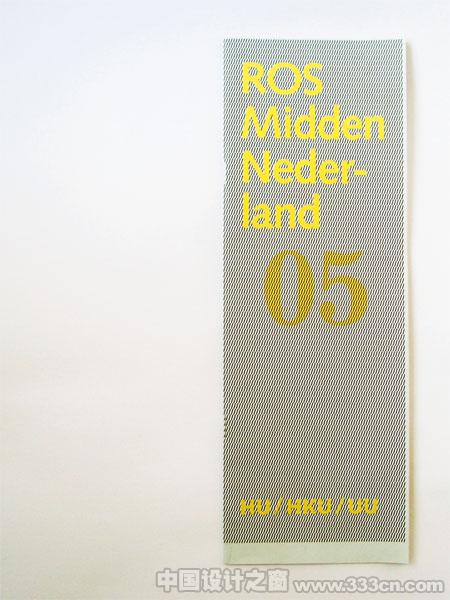 ROS
Midden
Neder-
land
05
HU / HKU / UU
中国设计之窗 www.333cn.com